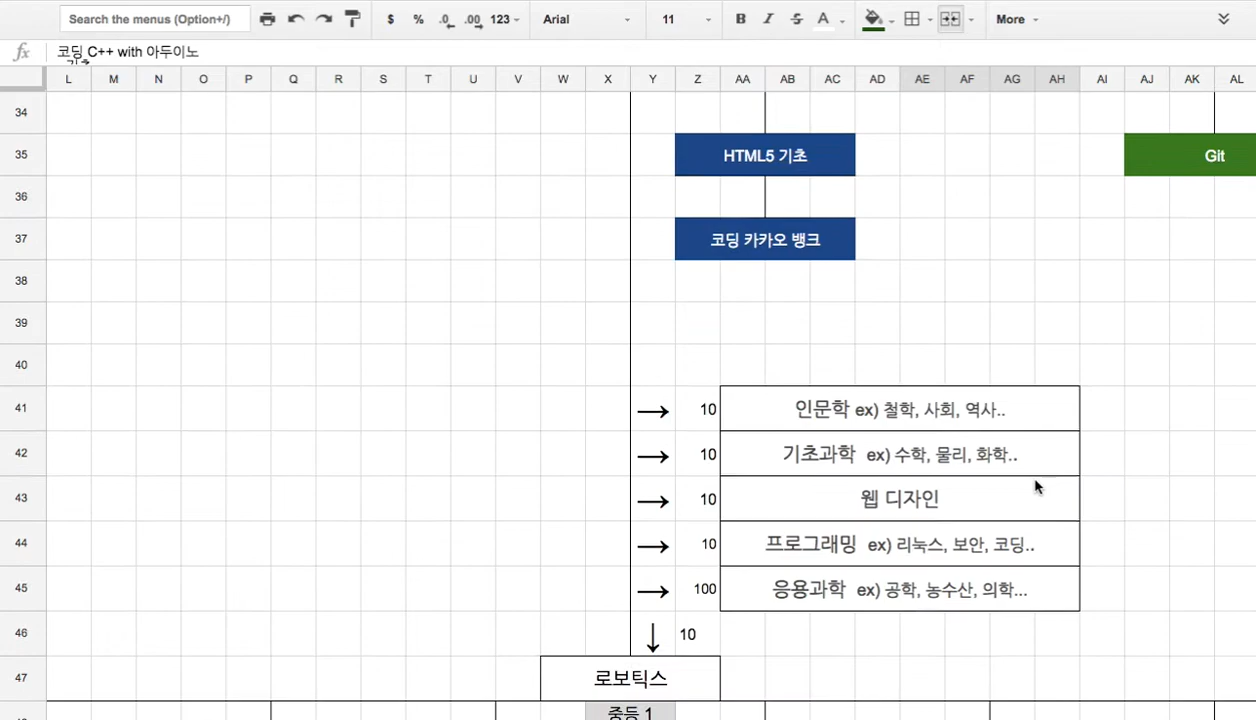 Search the menus (Option+/) $ % .0 .00 123 Arial 11 B I S A More
fx 코딩 C++ with 아두이노
L M N O P Q R S T U V W X Y Z AA AB AC AD AE AF AG AH AI AJ AK AL
34
35 HTML5 기초 Git
36
37 코딩 카카오 뱅크
38
39
40
41 → 10 인문학 ex) 철학, 사회, 역사..
42 → 10 기초과학 ex) 수학, 물리, 화학..
43 → 10 웹 디자인
44 → 10 프로그래밍 ex) 리눅스, 보안, 코딩..
45 → 100 응용과학 ex) 공학, 농수산, 의학...
46 ↓ 10
47 로보틱스
중등 1